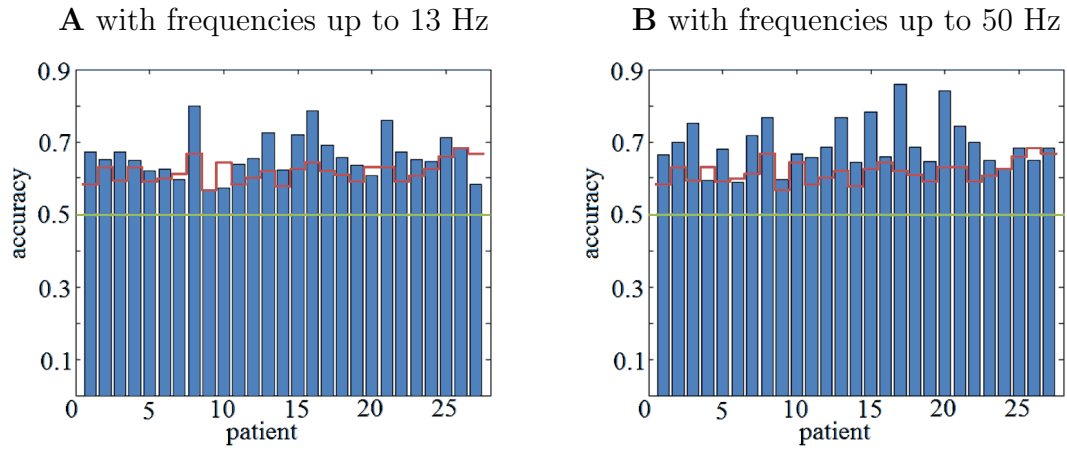 A with frequencies up to 13 Hz
0.9
0.7
0.5
0.3
0.1
accuracy
0 5 10 15 20 25
patient
B with frequencies up to 50 Hz
0.9
0.7
0.5
0.3
0.1
accuracy
0 5 10 15 20 25
patient